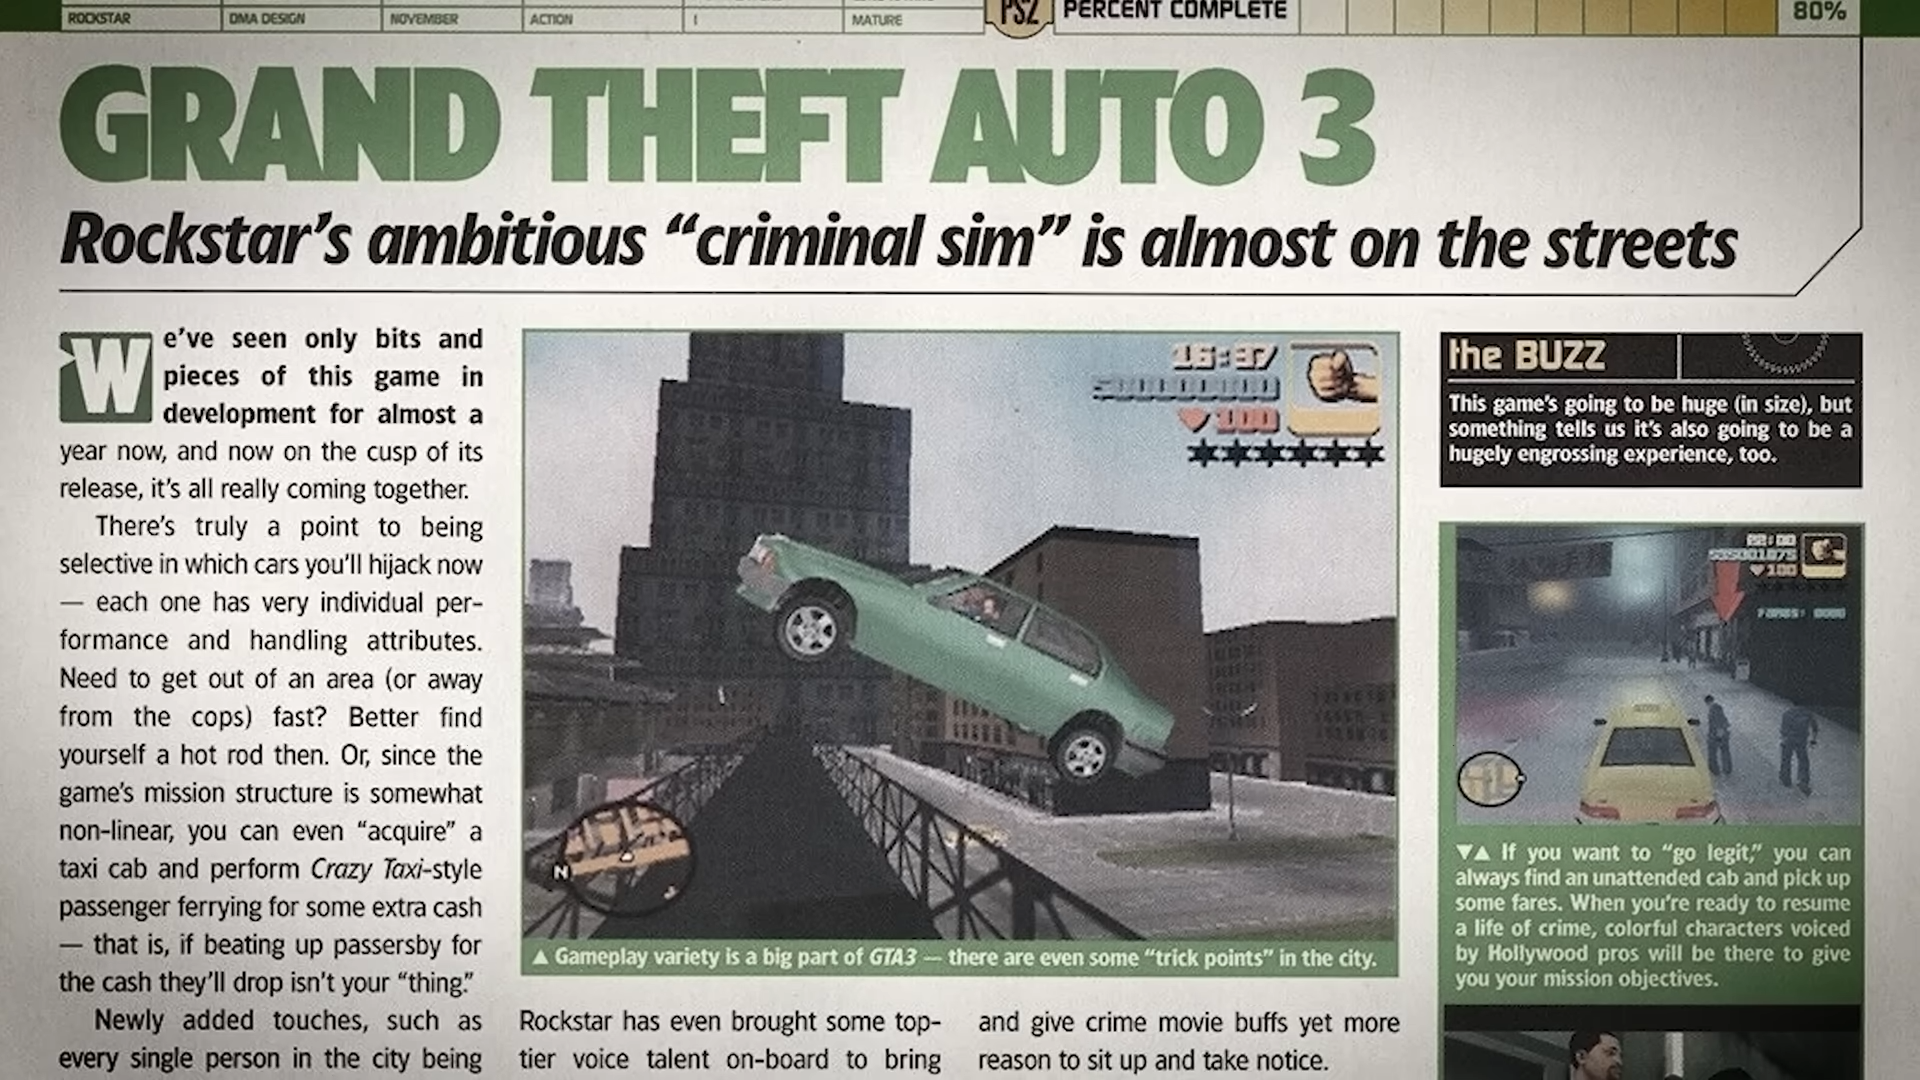 ROCKSTAR DMA DESIGN NOVEMBER ACTION 1 MATURE PS2 PERCENT COMPLETE 80%
GRAND THEFT AUTO 3
Rockstar's ambitious “criminal sim” is almost on the streets
We've seen only bits and
pieces of this game in
development for almost a
year now, and now on the cusp of its
release, it's all really coming together.
There's truly a point to being
selective in which cars you'll hijack now
— each one has very individual per-
formance and handling attributes.
Need to get out of an area (or away
from the cops) fast? Better find
yourself a hot rod then. Or, since the
game's mission structure is somewhat
non-linear, you can even “acquire” a
taxi cab and perform Crazy Taxi-style
passenger ferrying for some extra cash
— that is, if beating up passersby for
the cash they'll drop isn't your “thing.”
Newly added touches, such as
every single person in the city being
16:37
100
N
▲ Gameplay variety is a big part of GTA3 — there are even some “trick points” in the city.
Rockstar has even brought some top-
tier voice talent on-board to bring
and give crime movie buffs yet more
reason to sit up and take notice.
the BUZZ
This game's going to be huge (in size), but
something tells us it's also going to be a
hugely engrossing experience, too.
100
▼▲ If you want to “go legit,” you can
always find an unattended cab and pick up
some fares. When you're ready to resume
a life of crime, colorful characters voiced
by Hollywood pros will be there to give
you your mission objectives.